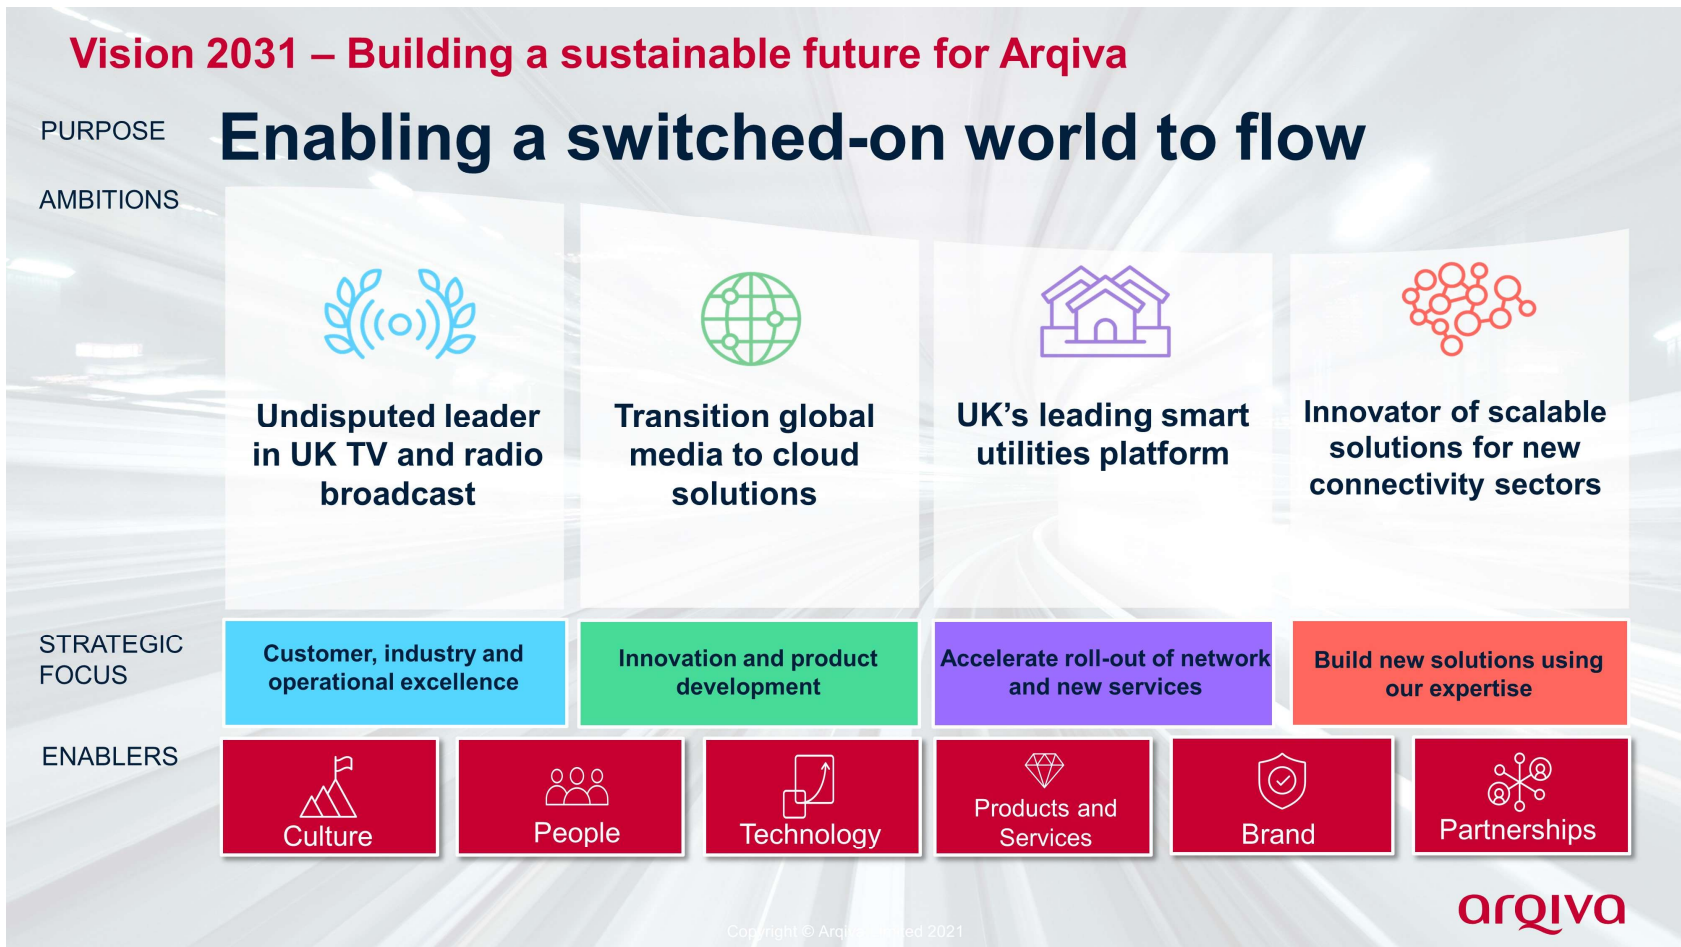 Vision 2031 – Building a sustainable future for Arqiva
PURPOSE
Enabling a switched-on world to flow
AMBITIONS
Undisputed leader
in UK TV and radio
broadcast
Transition global
media to cloud
solutions
UK’s leading smart
utilities platform
Innovator of scalable
solutions for new
connectivity sectors
STRATEGIC
FOCUS
Customer, industry and
operational excellence
Innovation and product
development
Accelerate roll-out of network
and new services
Build new solutions using
our expertise
ENABLERS
Culture
People
Technology
Products and
Services
Brand
Partnerships
arqiva
Copyright © 2021